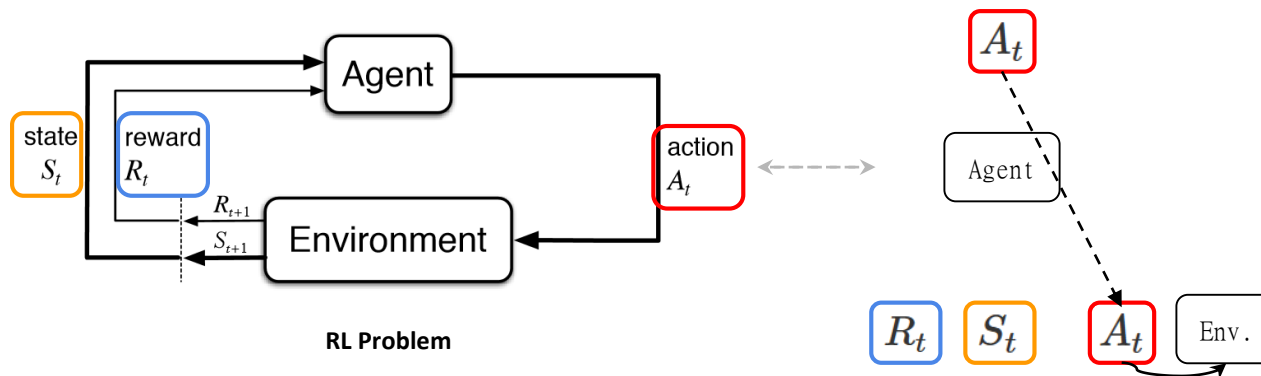 Agent
state
S_t
reward
R_t
action
A_t
R_{t+1}
S_{t+1}
Environment
RL Problem
A_t
Agent
R_t
S_t
A_t
Env.